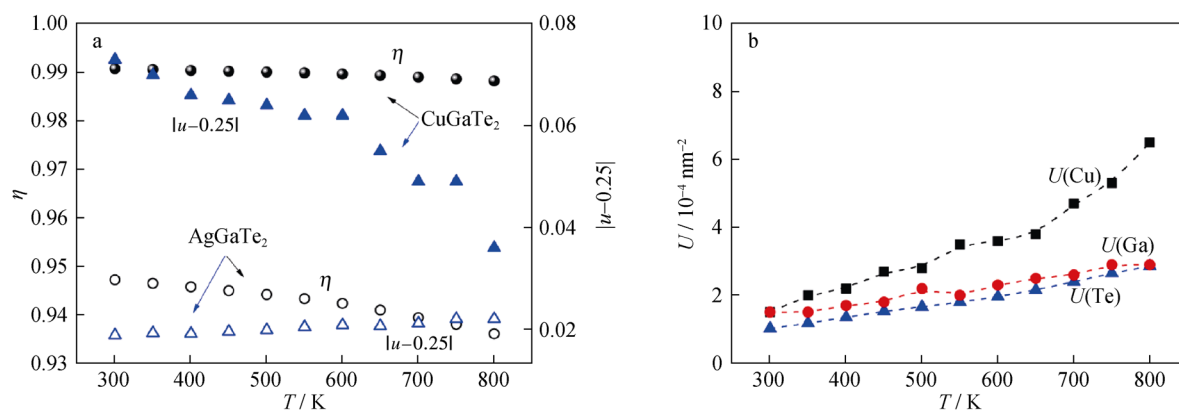 a
η
1.00
0.99
0.98
0.97
0.96
0.95
0.94
0.93
η
|u−0.25|
CuGaTe₂
AgGaTe₂
η
|u−0.25|
0.08
0.06
0.04
0.02
|u−0.25|
300 400 500 600 700 800
T / K
b
U / 10⁻⁴ nm⁻²
10
8
6
4
2
0
U(Cu)
U(Ga)
U(Te)
300 400 500 600 700 800
T / K